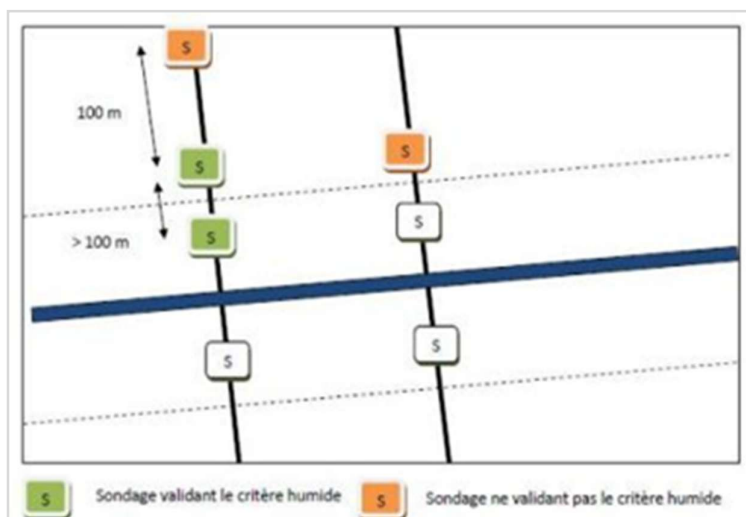 S
100 m
S
S
S
> 100 m
S
S
S
S Sondage validant le critère humide
S Sondage ne validant pas le critère humide